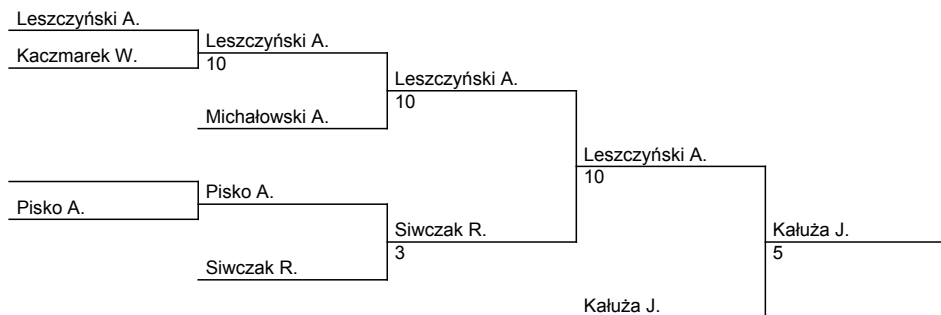 Leszczyński A.
Kaczmarek W.
Leszczyński A.
10
Leszczyński A.
10
Michałowski A.
Leszczyński A.
10
Pisko A.
Pisko A.
Siwczak R.
3
Kałuża J.
5
Siwczak R.
Kałuża J.